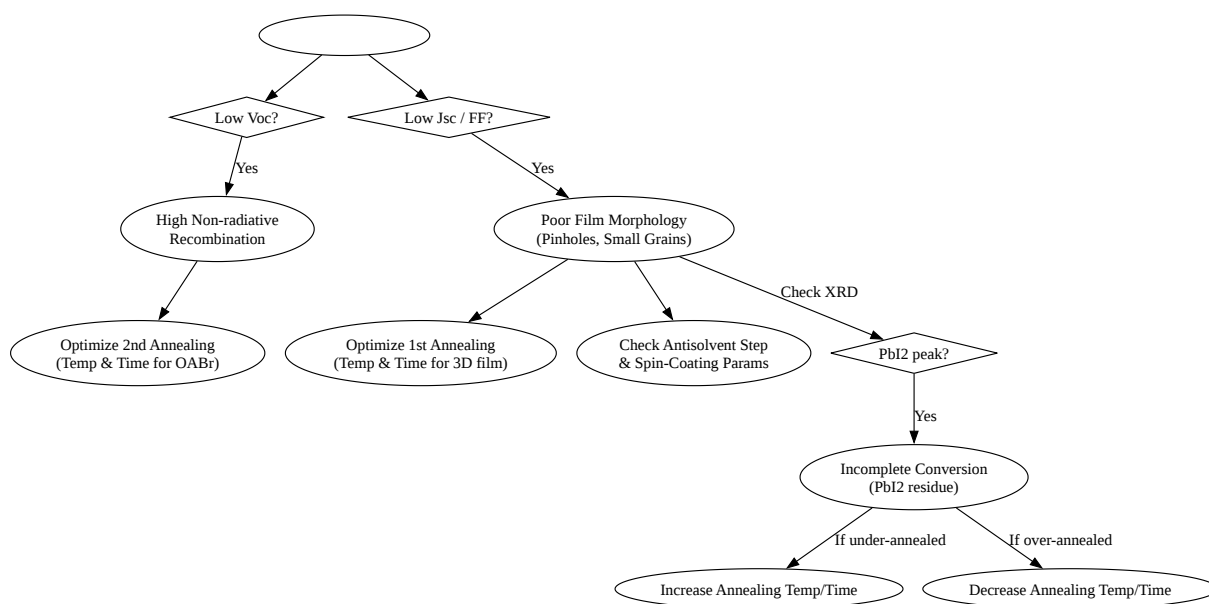 Low Voc?
Low Jsc / FF?
Yes
Yes
High Non-radiative
Recombination
Poor Film Morphology
(Pinholes, Small Grains)
Check XRD
Optimize 2nd Annealing
(Temp & Time for OABr)
Optimize 1st Annealing
(Temp & Time for 3D film)
Check Antisolvent Step
& Spin-Coating Params
PbI2 peak?
Yes
Incomplete Conversion
(PbI2 residue)
If under-annealed
If over-annealed
Increase Annealing Temp/Time
Decrease Annealing Temp/Time